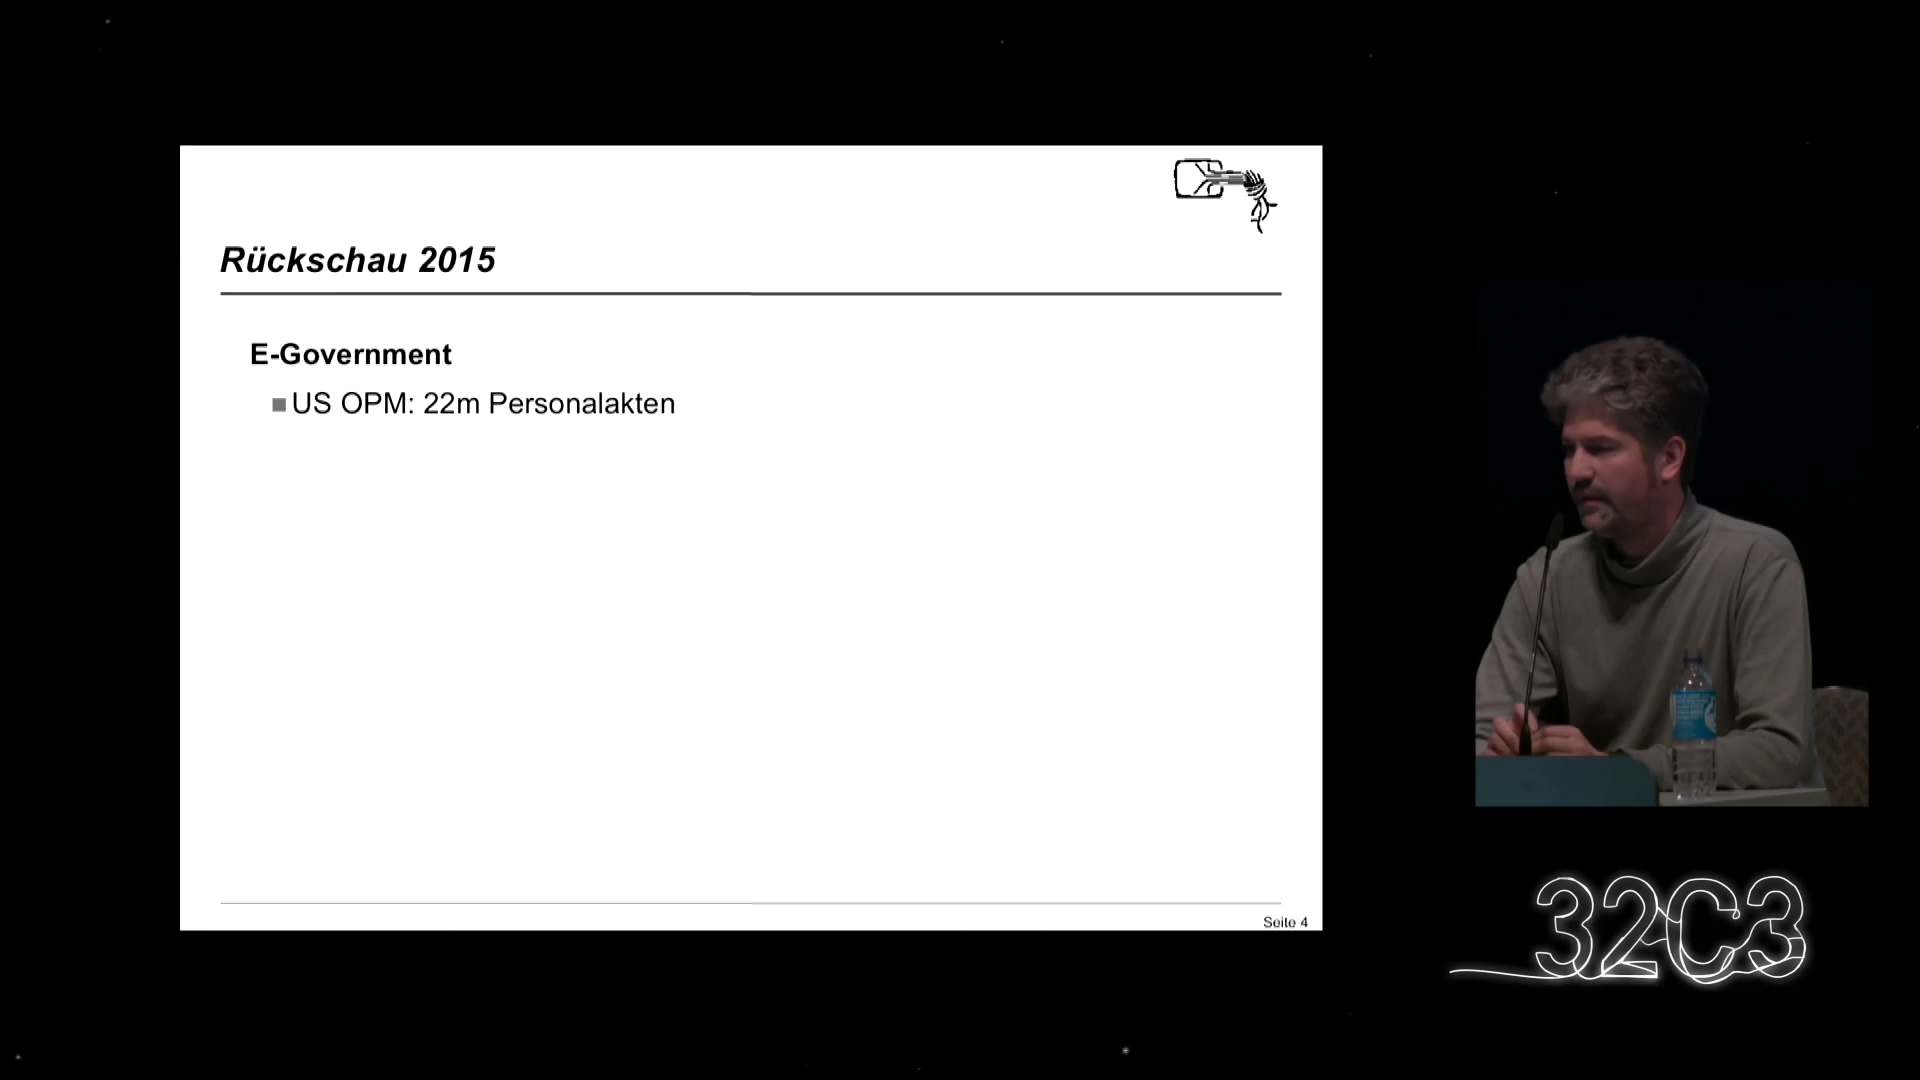 Rückschau 2015
E-Government
US OPM: 22m Personalakten
Seite 4
32C3